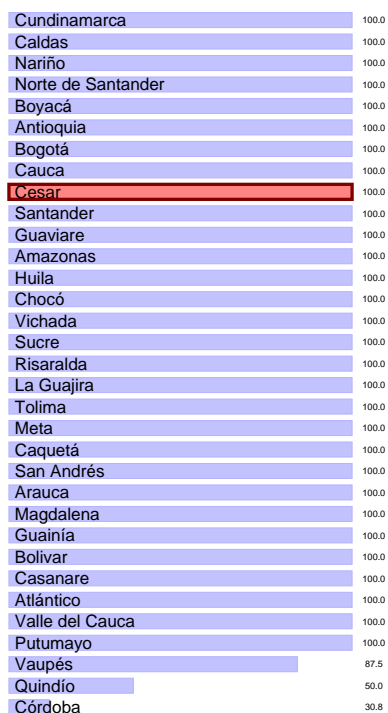 Cundinamarca 100.0
Caldas 100.0
Nariño 100.0
Norte de Santander 100.0
Boyacá 100.0
Antioquia 100.0
Bogotá 100.0
Cauca 100.0
Cesar 100.0
Santander 100.0
Guaviare 100.0
Amazonas 100.0
Huila 100.0
Chocó 100.0
Vichada 100.0
Sucre 100.0
Risaralda 100.0
La Guajira 100.0
Tolima 100.0
Meta 100.0
Caquetá 100.0
San Andrés 100.0
Arauca 100.0
Magdalena 100.0
Guainía 100.0
Bolivar 100.0
Casanare 100.0
Atlántico 100.0
Valle del Cauca 100.0
Putumayo 100.0
Vaupés 87.5
Quindío 50.0
Córdoba 30.8